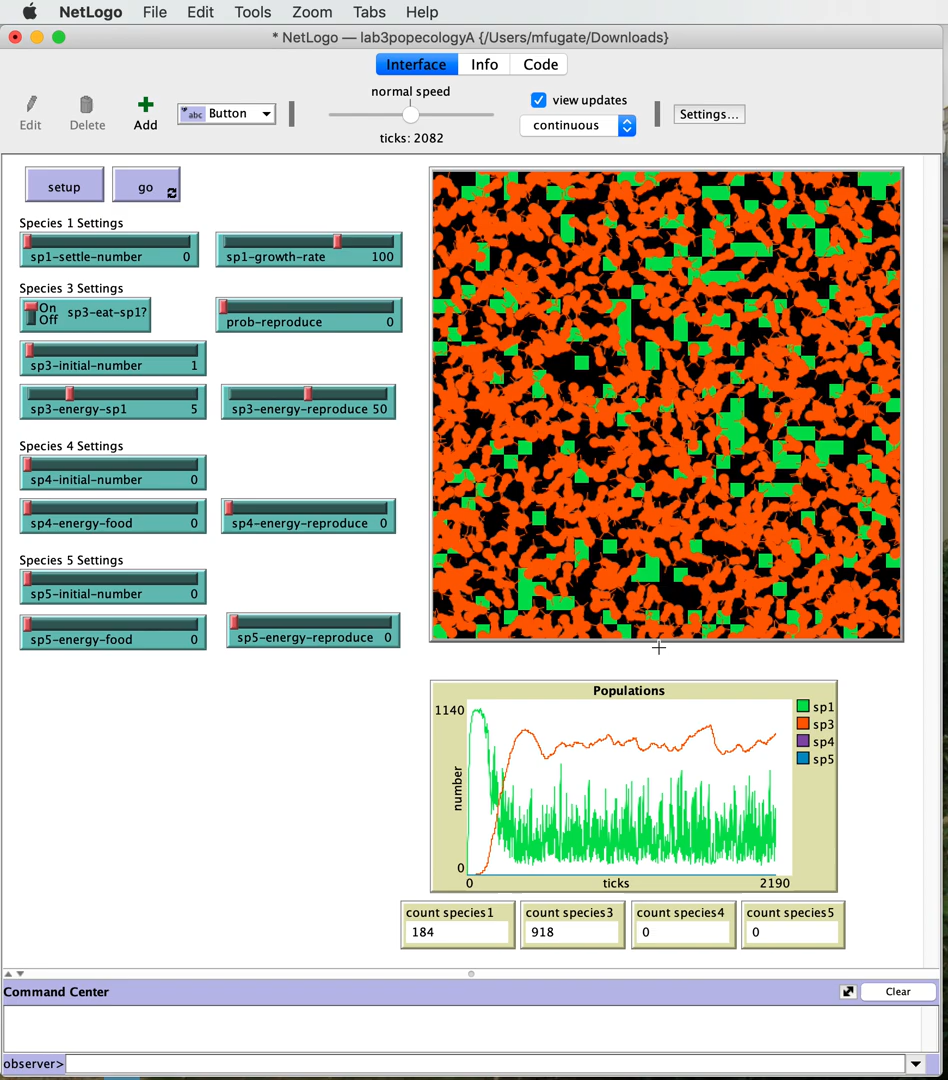 NetLogo File Edit Tools Zoom Tabs Help
* NetLogo — lab3popecologyA {/Users/mfugate/Downloads}
Interface Info Code
Edit Delete Add abc Button normal speed ticks: 2082 view updates continuous Settings...
setup go
Species 1 Settings
sp1-settle-number 0 sp1-growth-rate 100
Species 3 Settings
On
Off sp3-eat-sp1? prob-reproduce 0
sp3-initial-number 1
sp3-energy-sp1 5 sp3-energy-reproduce 50
Species 4 Settings
sp4-initial-number 0
sp4-energy-food 0 sp4-energy-reproduce 0
Species 5 Settings
sp5-initial-number 0
sp5-energy-food 0 sp5-energy-reproduce 0
Populations
1140
number
0
0 ticks 2190
sp1
sp3
sp4
sp5
count species1 count species3 count species4 count species5
184 918 0 0
Command Center Clear
observer>